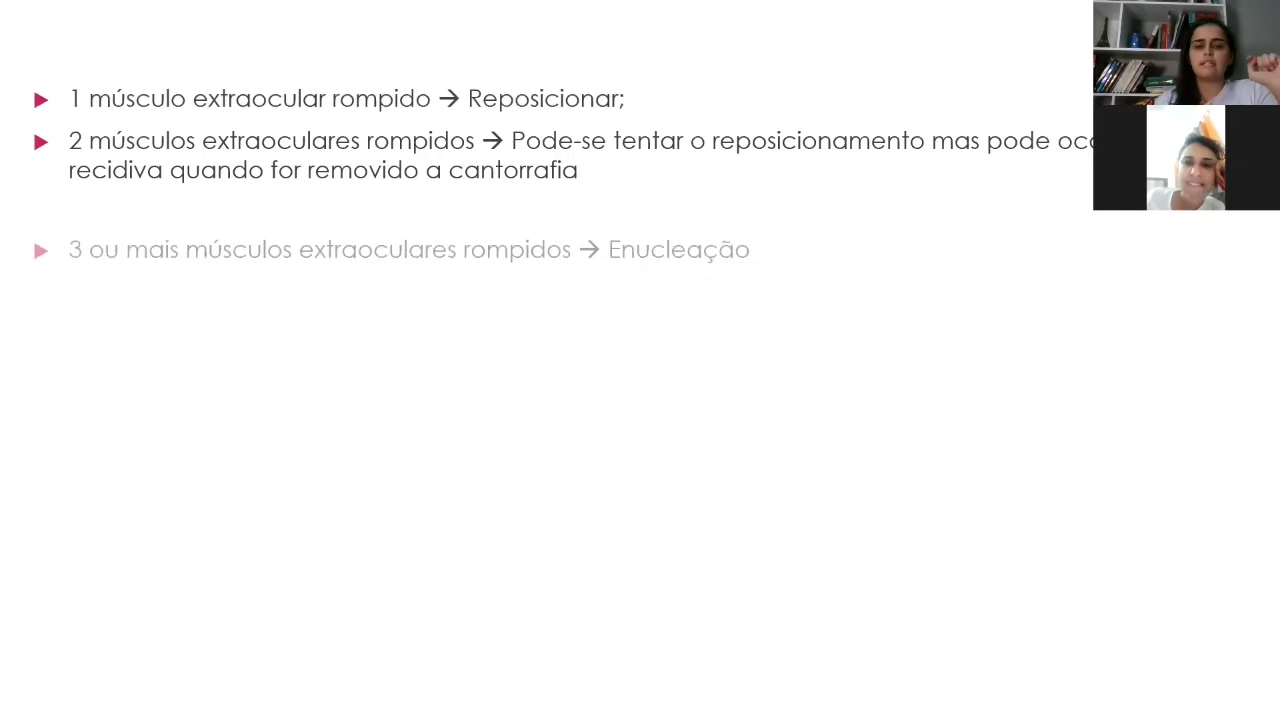 1 músculo extraocular rompido → Reposicionar;
2 músculos extraoculares rompidos → Pode-se tentar o reposicionamento mas pode
recidiva quando for removido a cantorrafia
3 ou mais músculos extraoculares rompidos → Enucleação